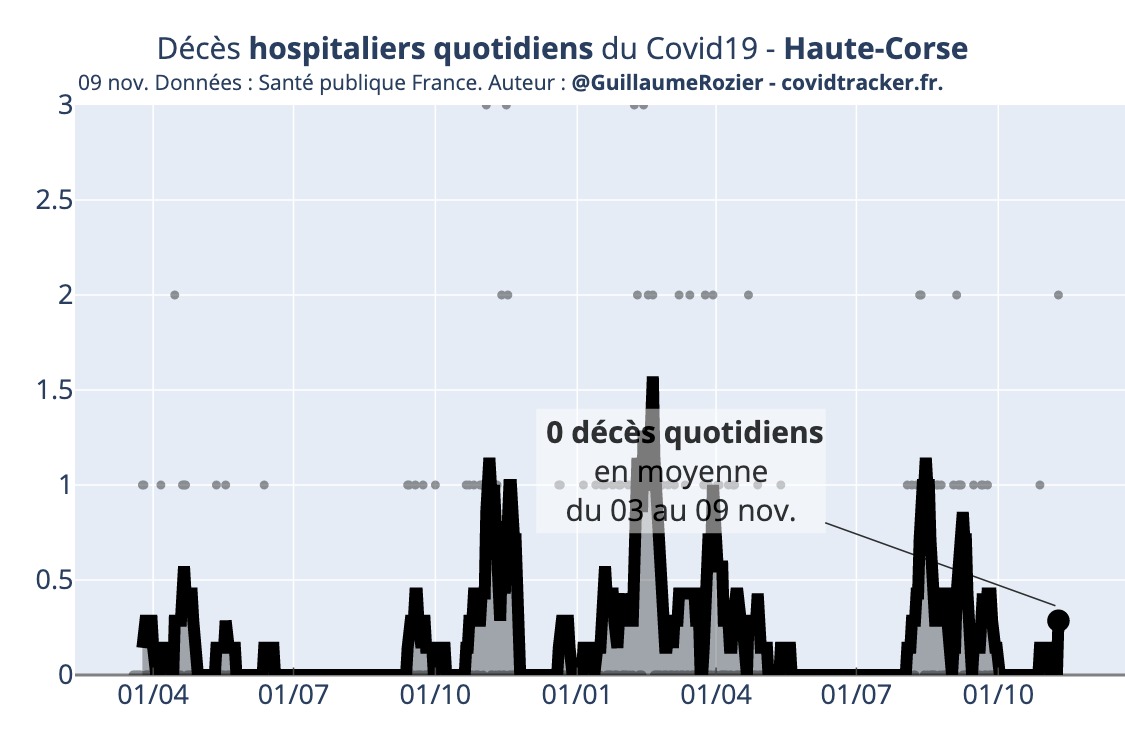 Décès hospitaliers quotidiens du Covid19 - Haute-Corse
09 nov. Données : Santé publique France. Auteur : @GuillaumeRozier - covidtracker.fr.
3
2.5
2
1.5
1
0.5
0
0 décès quotidiens
en moyenne
du 03 au 09 nov.
01/04 01/07 01/10 01/01 01/04 01/07 01/10